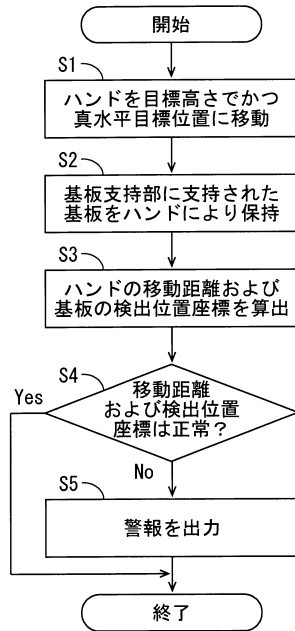 開始
S1
ハンドを目標高さでかつ
真水平目標位置に移動
S2
基板支持部に支持された
基板をハンドにより保持
S3
ハンドの移動距離および
基板の検出位置座標を算出
S4
移動距離
および検出位置
座標は正常？
Yes
No
S5
警報を出力
終了